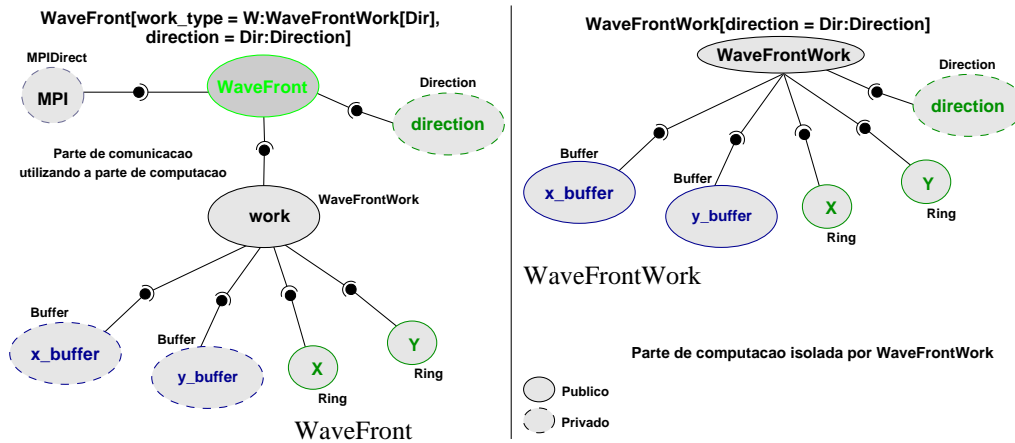 WaveFront[work_type = W:WaveFrontWork[Dir],
direction = Dir:Direction]
MPIDirect
MPI
WaveFront
Direction
direction
Parte de comunicacao
utilizando a parte de computacao
work
WaveFrontWork
Buffer
x_buffer
Buffer
y_buffer
X
Ring
Y
Ring
WaveFront
WaveFrontWork[direction = Dir:Direction]
WaveFrontWork
Direction
direction
Buffer
x_buffer
Buffer
y_buffer
X
Ring
Y
Ring
WaveFrontWork
Parte de computacao isolada por WaveFrontWork
Publico
Privado